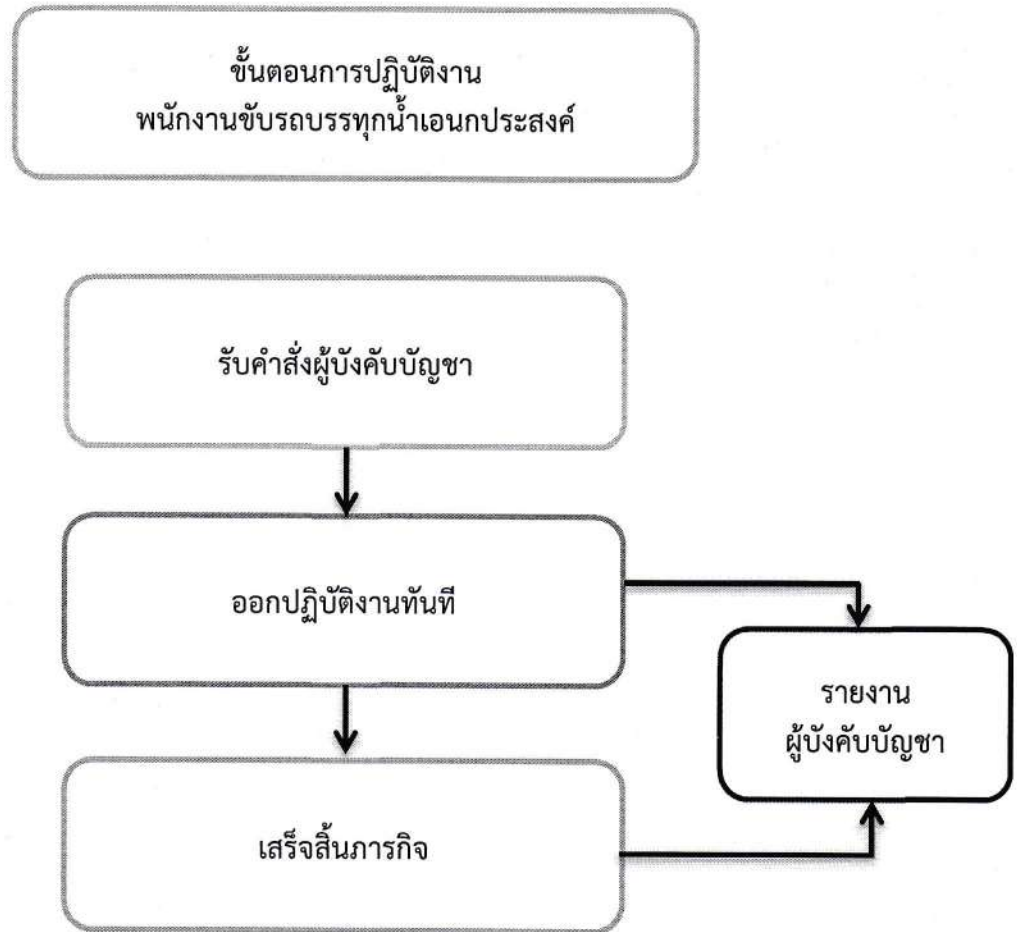 ขั้นตอนการปฏิบัติงาน
พนักงานขับรถบรรทุกน้ำเอนกประสงค์
รับคำสั่งผู้บังคับบัญชา
ออกปฏิบัติงานทันที
รายงาน
ผู้บังคับบัญชา
เสร็จสิ้นภารกิจ